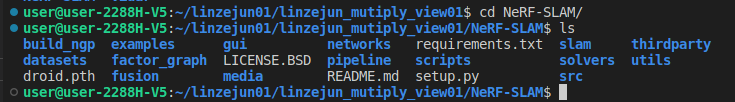 user@user-2288H-V5:~/linzejun01/linzejun_mutiply_view01$ cd NeRF-SLAM/
user@user-2288H-V5:~/linzejun01/linzejun_mutiply_view01/NeRF-SLAM$ ls
build_ngp examples gui networks requirements.txt slam thirdparty
datasets factor_graph LICENSE.BSD pipeline scripts solvers utils
droid.pth fusion media README.md setup.py src
user@user-2288H-V5:~/linzejun01/linzejun_mutiply_view01/NeRF-SLAM$